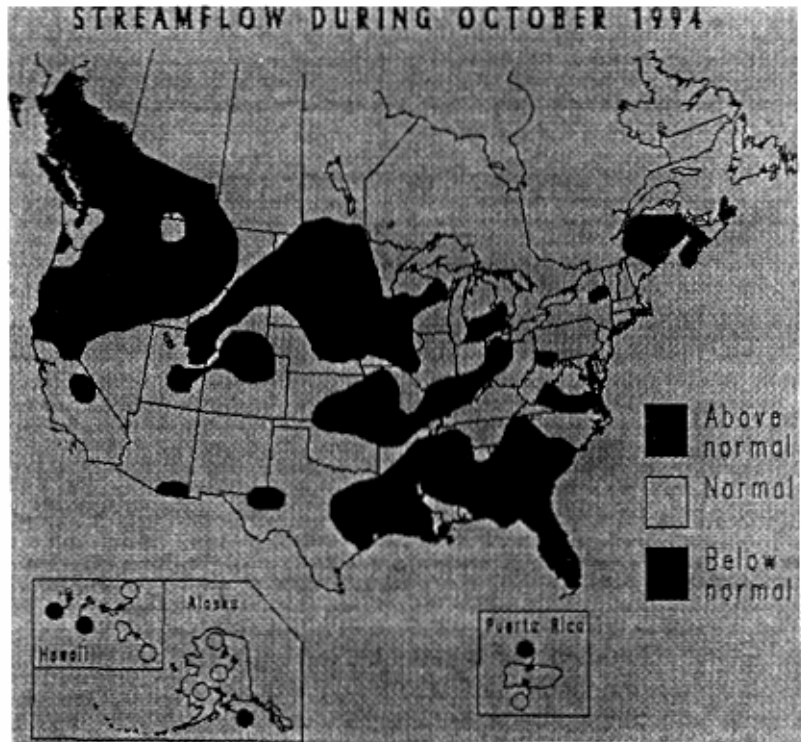 STREAMFLOW DURING OCTOBER 1994
Above
normal
Normal
Below
normal
Alaska
Hawaii
Puerto Rico